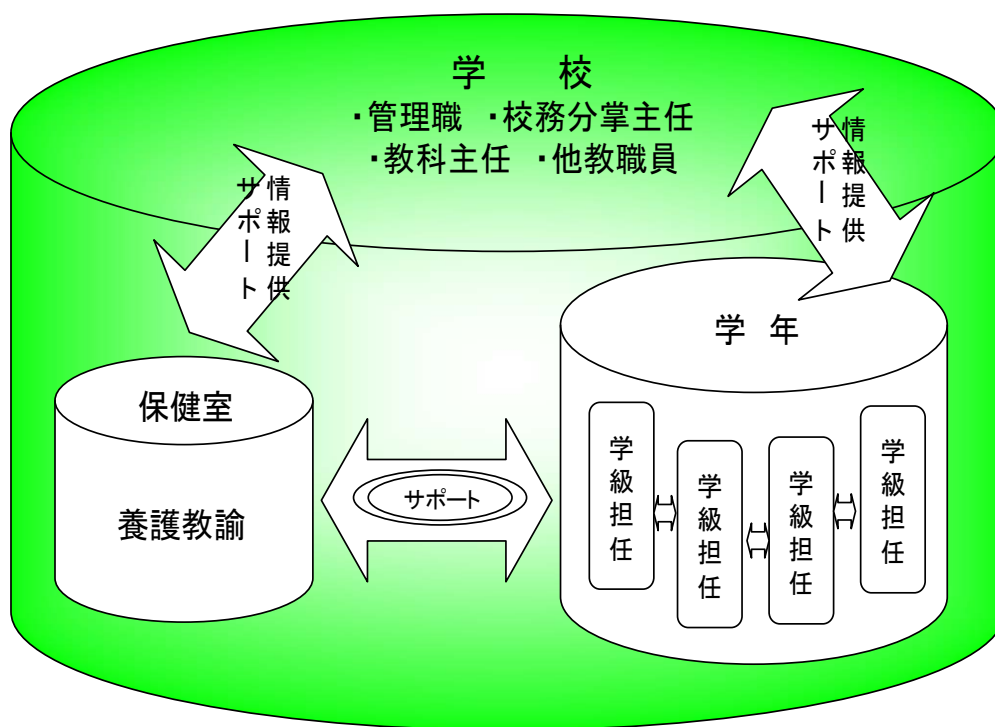 学　校
・管理職　・校務分掌主任
・教科主任　・他教職員
情報提供
サポート
情報提供
サポート
学　年
保健室
養護教諭
サポート
学級担任
学級担任
学級担任
学級担任